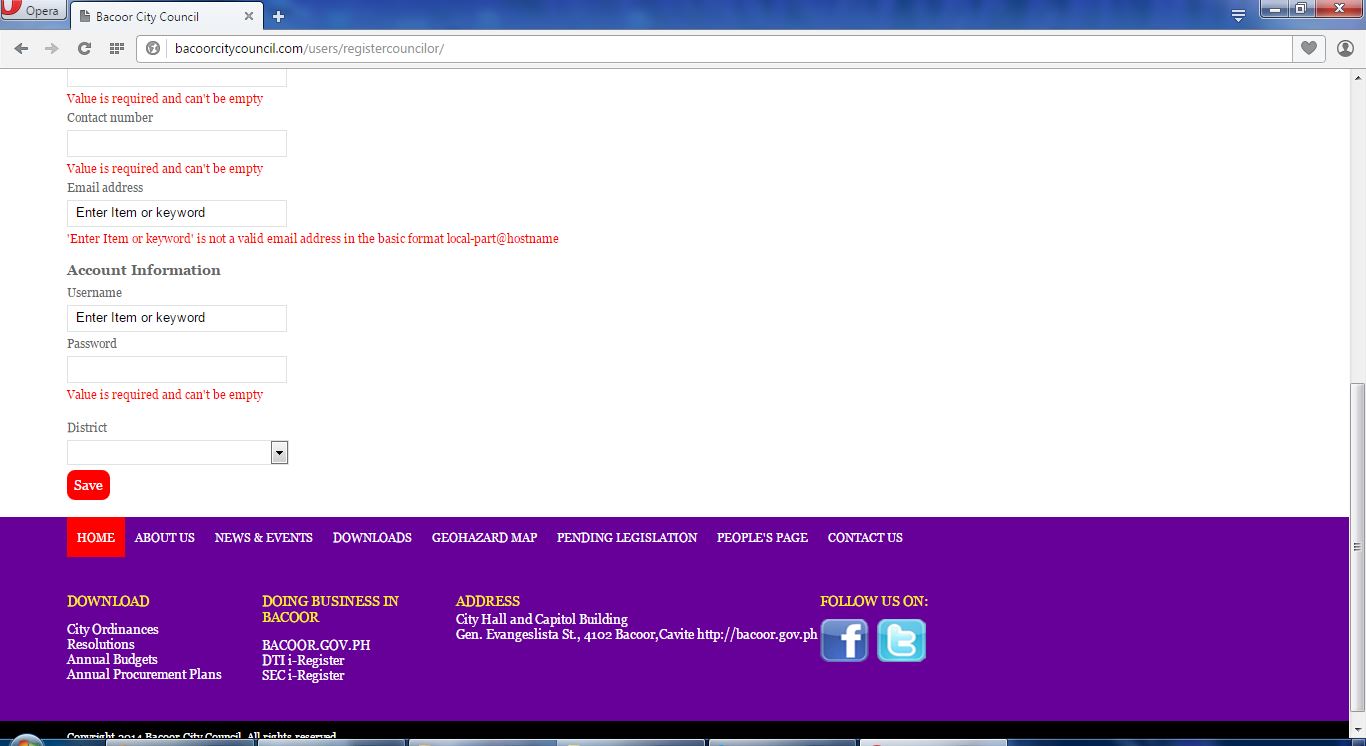 Opera
Bacoor City Council
bacoorcitycouncil.com/users/registercouncilor/
Value is required and can't be empty
Contact number
Value is required and can't be empty
Email address
Enter Item or keyword
'Enter Item or keyword' is not a valid email address in the basic format local-part@hostname
Account Information
Username
Enter Item or keyword
Password
Value is required and can't be empty
District
Save
HOME ABOUT US NEWS & EVENTS DOWNLOADS GEOHAZARD MAP PENDING LEGISLATION PEOPLE'S PAGE CONTACT US
DOWNLOAD
City Ordinances
Resolutions
Annual Budgets
Annual Procurement Plans
DOING BUSINESS IN
BACOOR
BACOOR.GOV.PH
DTI i-Register
SEC i-Register
ADDRESS
City Hall and Capitol Building
Gen. Evangeslista St., 4102 Bacoor,Cavite http://bacoor.gov.ph
FOLLOW US ON:
Copyright 2014 Bacoor City Council. All rights reserved